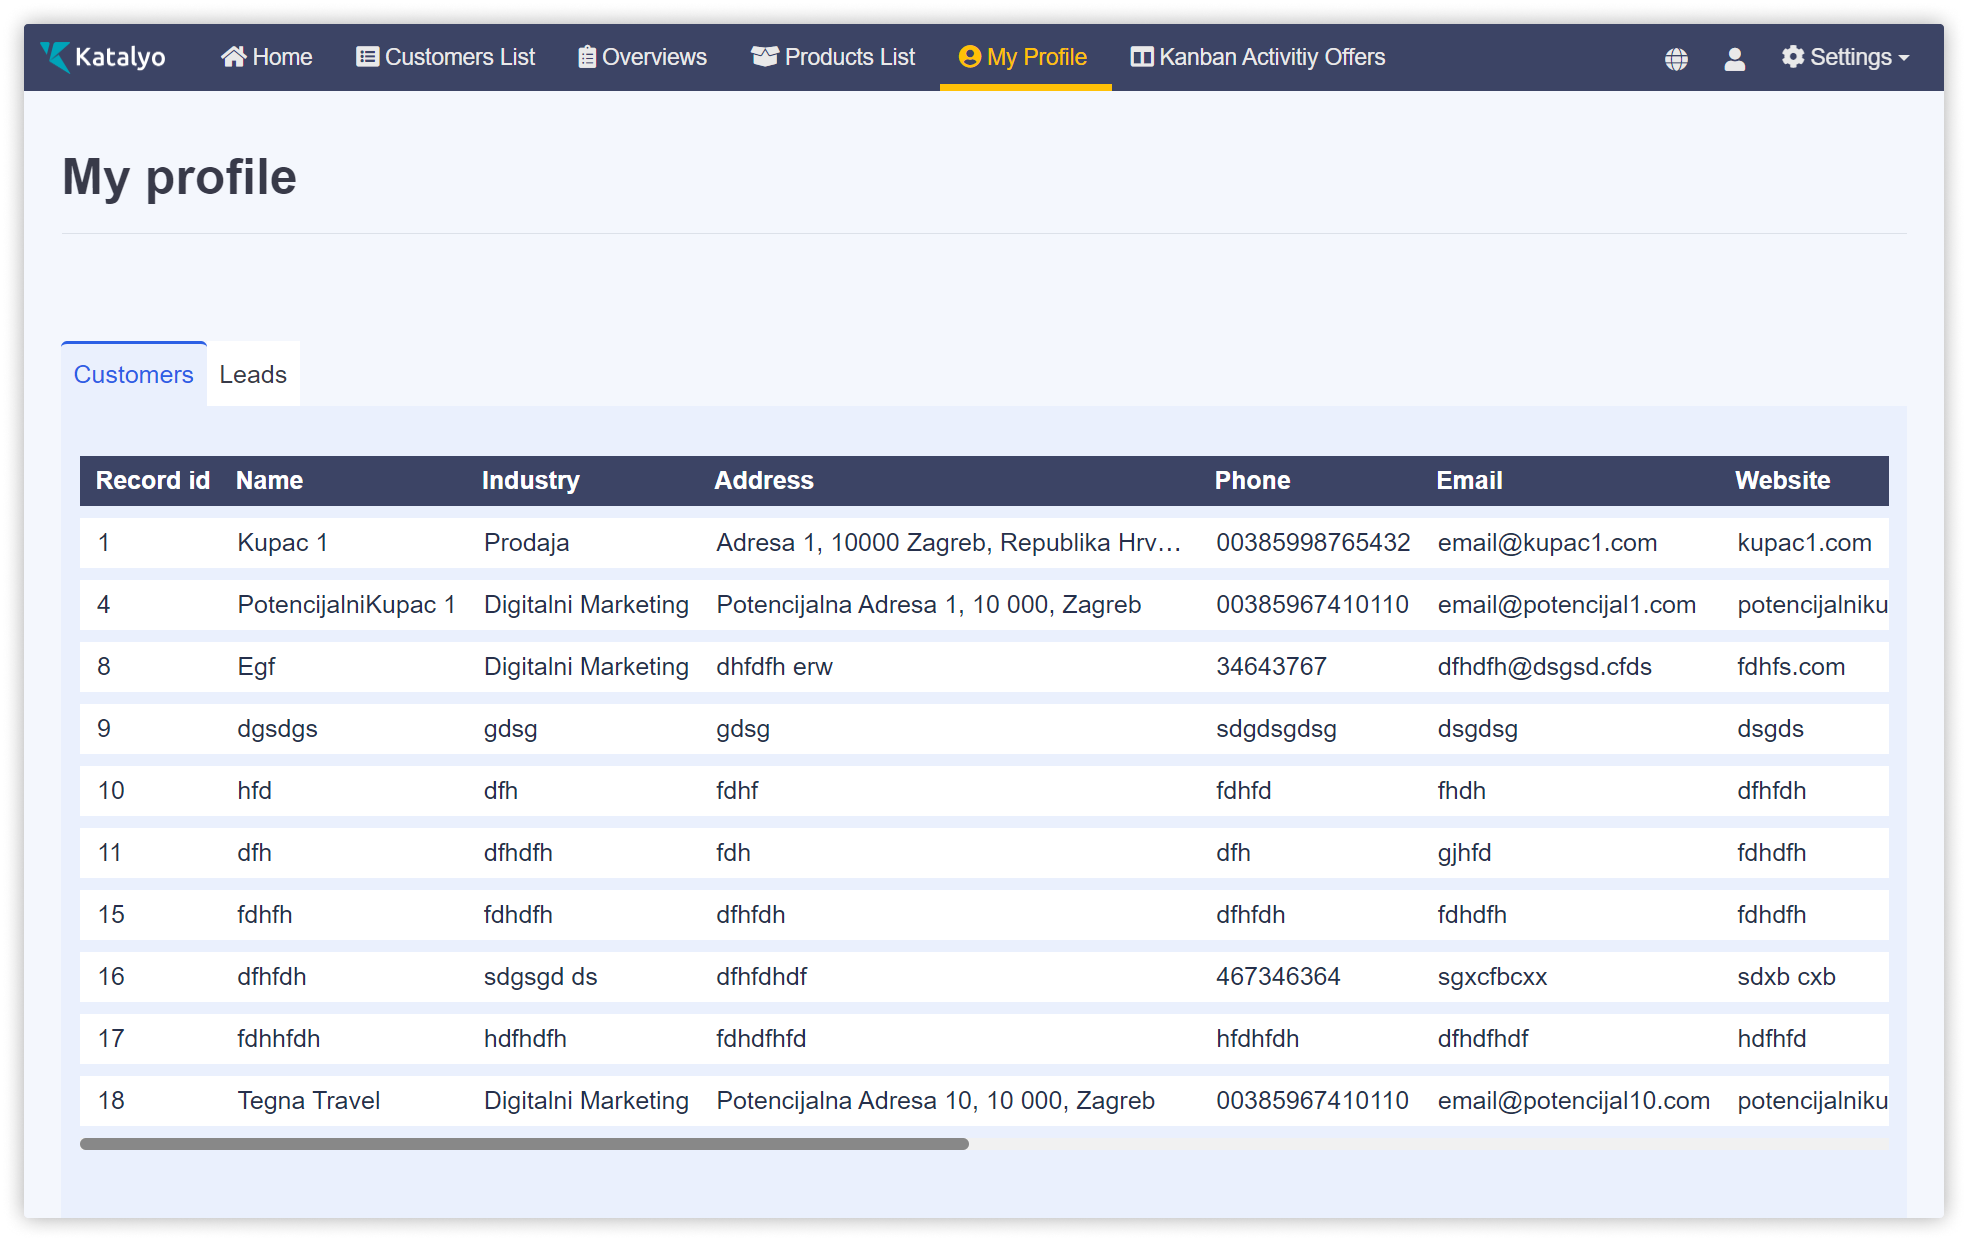 Katalyo Home Customers List Overviews Products List My Profile Kanban Activitiy Offers Settings
My profile
Customers Leads
Record id Name Industry Address Phone Email Website
1 Kupac 1 Prodaja Adresa 1, 10000 Zagreb, Republika Hrv... 00385998765432 email@kupac1.com kupac1.com
4 PotencijalniKupac 1 Digitalni Marketing Potencijalna Adresa 1, 10 000, Zagreb 00385967410110 email@potencijal1.com potencijalniku
8 Egf Digitalni Marketing dhfdfh erw 34643767 dfhdfh@dsgsd.cfds fdhfs.com
9 dgsdgs gdsg gdsg sdgdsgdsg dsgdsg dsgds
10 hfd dfh fdhf fdhfd fhdh dfhfdh
11 dfh dfhdfh fdh dfh gjhfd fdhdfh
15 fdhfh fdhdfh dfhfdh dfhfdh fdhdfh fdhdfh
16 dfhfdh sdgsgd ds dfhfdhdf 467346364 sgxcfbcxx sdxb cxb
17 fdhhfdh hdfhdfh fdhdfhfd hfdhfdh dfhdfhdf hdfhfd
18 Tegna Travel Digitalni Marketing Potencijalna Adresa 10, 10 000, Zagreb 00385967410110 email@potencijal10.com potencijalniku